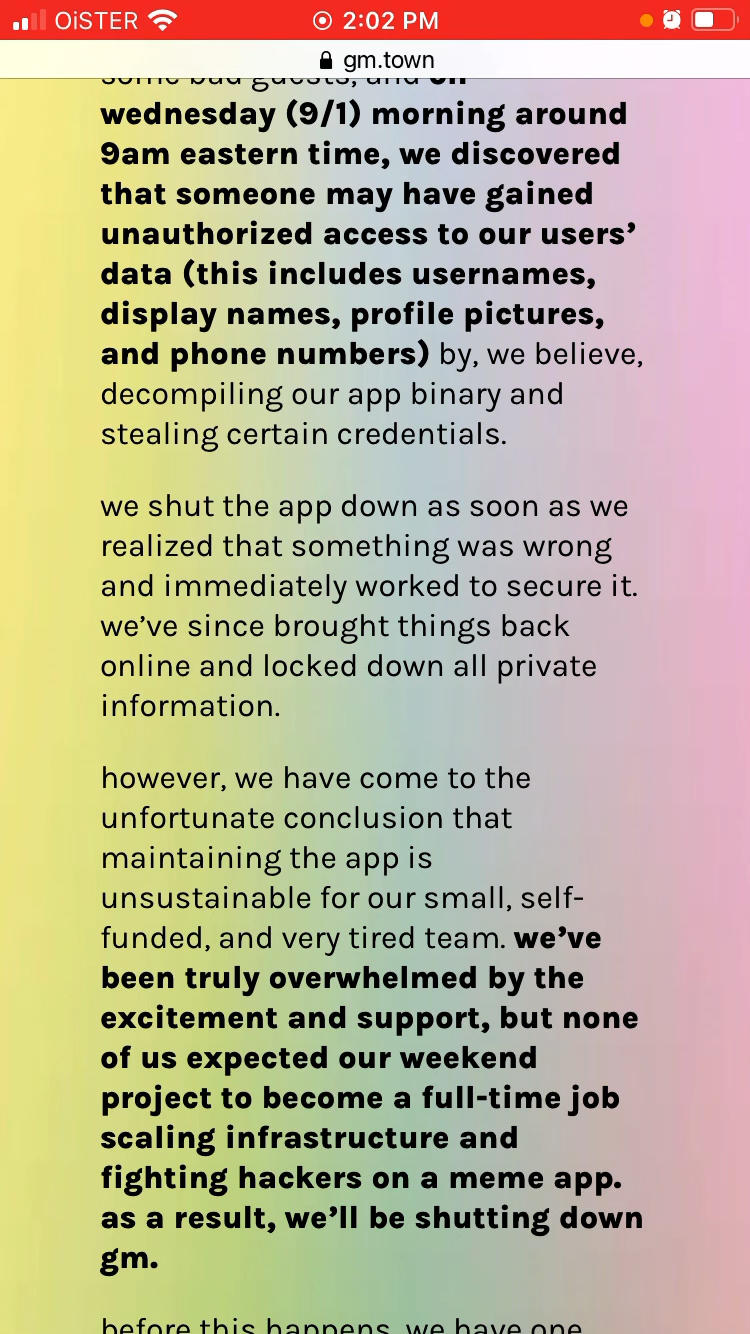 OiSTER
2:02 PM
gm.town
some bad guests, and on
wednesday (9/1) morning around
9am eastern time, we discovered
that someone may have gained
unauthorized access to our users’
data (this includes usernames,
display names, profile pictures,
and phone numbers) by, we believe,
decompiling our app binary and
stealing certain credentials.
we shut the app down as soon as we
realized that something was wrong
and immediately worked to secure it.
we’ve since brought things back
online and locked down all private
information.
however, we have come to the
unfortunate conclusion that
maintaining the app is
unsustainable for our small, self-
funded, and very tired team. we’ve
been truly overwhelmed by the
excitement and support, but none
of us expected our weekend
project to become a full-time job
scaling infrastructure and
fighting hackers on a meme app.
as a result, we’ll be shutting down
gm.
before this happens, we have one